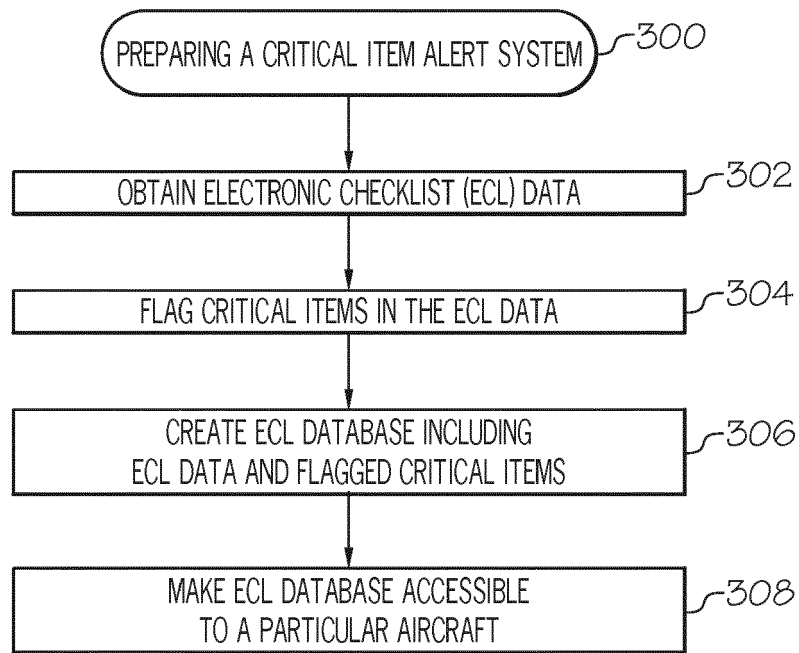 PREPARING A CRITICAL ITEM ALERT SYSTEM
300
OBTAIN ELECTRONIC CHECKLIST (ECL) DATA
302
FLAG CRITICAL ITEMS IN THE ECL DATA
304
CREATE ECL DATABASE INCLUDING
ECL DATA AND FLAGGED CRITICAL ITEMS
306
MAKE ECL DATABASE ACCESSIBLE
TO A PARTICULAR AIRCRAFT
308